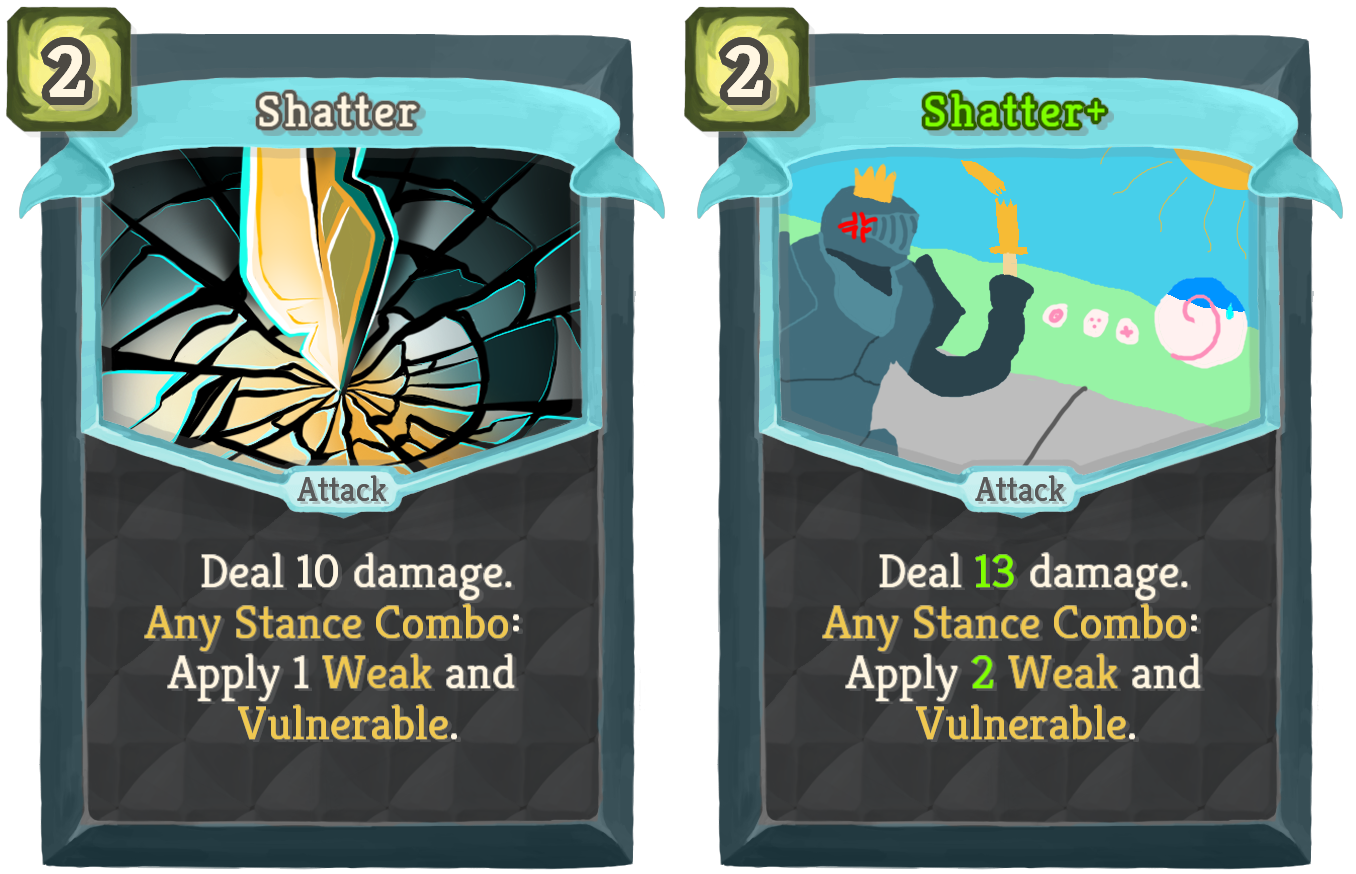 2
Shatter
Attack
Deal 10 damage.
Any Stance Combo:
Apply 1 Weak and
Vulnerable.
2
Shatter+
Attack
Deal 13 damage.
Any Stance Combo:
Apply 2 Weak and
Vulnerable.